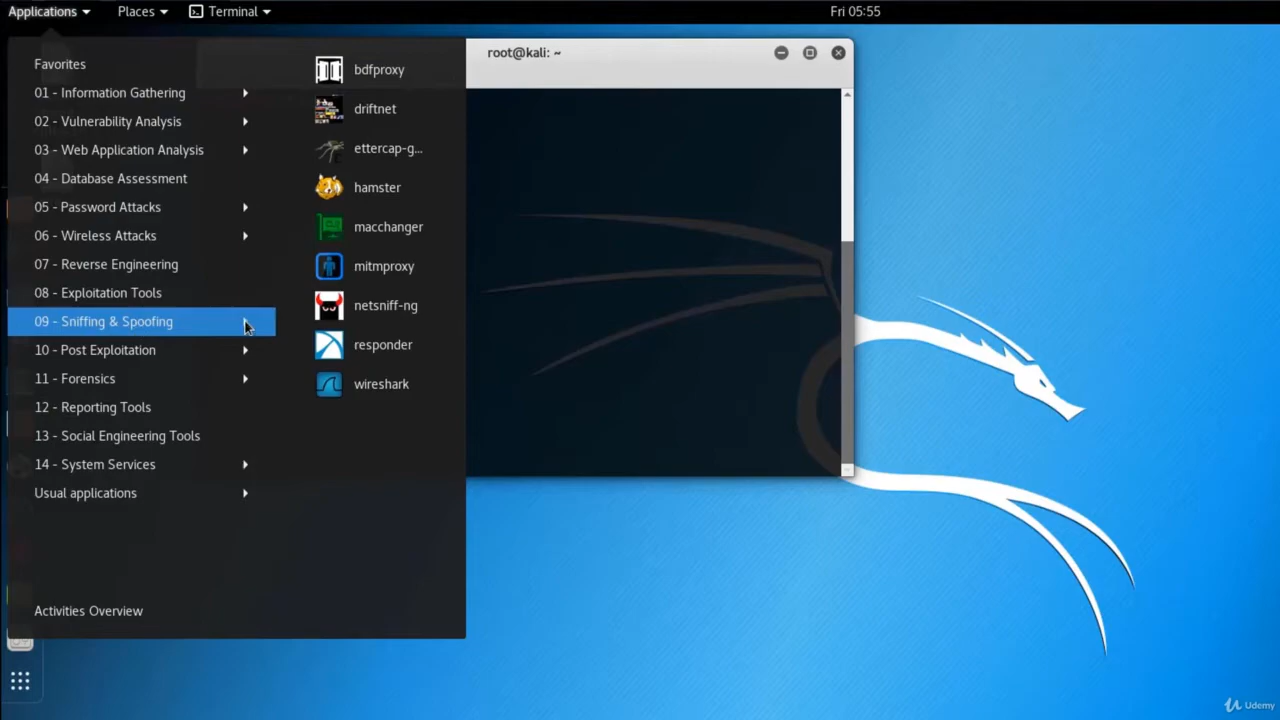 Applications Places Terminal Fri 05:55
root@kali: ~
Favorites
01 - Information Gathering
02 - Vulnerability Analysis
03 - Web Application Analysis
04 - Database Assessment
05 - Password Attacks
06 - Wireless Attacks
07 - Reverse Engineering
08 - Exploitation Tools
09 - Sniffing & Spoofing
10 - Post Exploitation
11 - Forensics
12 - Reporting Tools
13 - Social Engineering Tools
14 - System Services
Usual applications
Activities Overview
bdfproxy
driftnet
ettercap-g...
hamster
macchanger
mitmproxy
netsniff-ng
responder
wireshark
Udemy